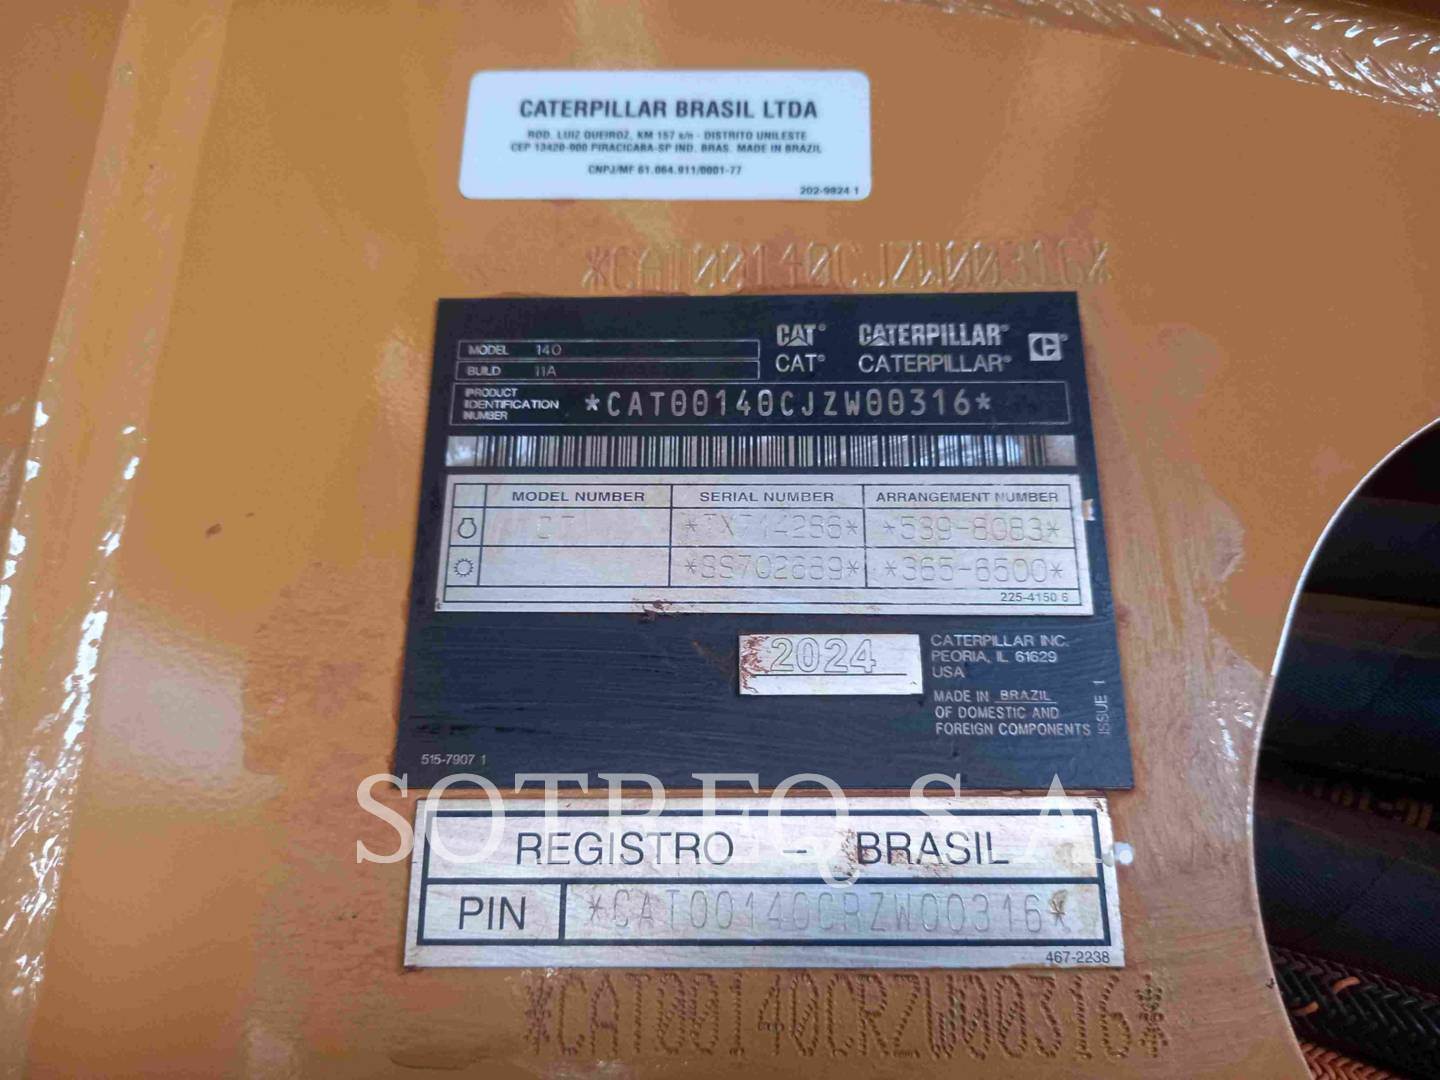 CATERPILLAR BRASIL LTDA
ROD. LUIZ QUEIROZ, KM 157 s/n - DISTRITO UNILESTE
CEP 13420-900 PIRACICABA-SP IND. BRAS. MADE IN BRAZIL
CNPJ/MF 61.064.911/0001-77
202-9824 1
*CAT00140CJZW00316*
MODEL 140
BUILD 11A
CAT® CATERPILLAR®
CAT® CATERPILLAR®
PRODUCT IDENTIFICATION NUMBER *CAT00140CJZW00316*
MODEL NUMBER SERIAL NUMBER ARRANGEMENT NUMBER
*539-8083*
*365-6500*
225-4150 6
2024
CATERPILLAR INC.
PEORIA, IL 61629
USA
MADE IN BRAZIL
OF DOMESTIC AND
FOREIGN COMPONENTS
ISSUE 1
515-7907 1
SOTREQ S.A
REGISTRO – BRASIL
PIN *CAT00140CRZW00316*
467-2238
*CAT00140CRZW00316*